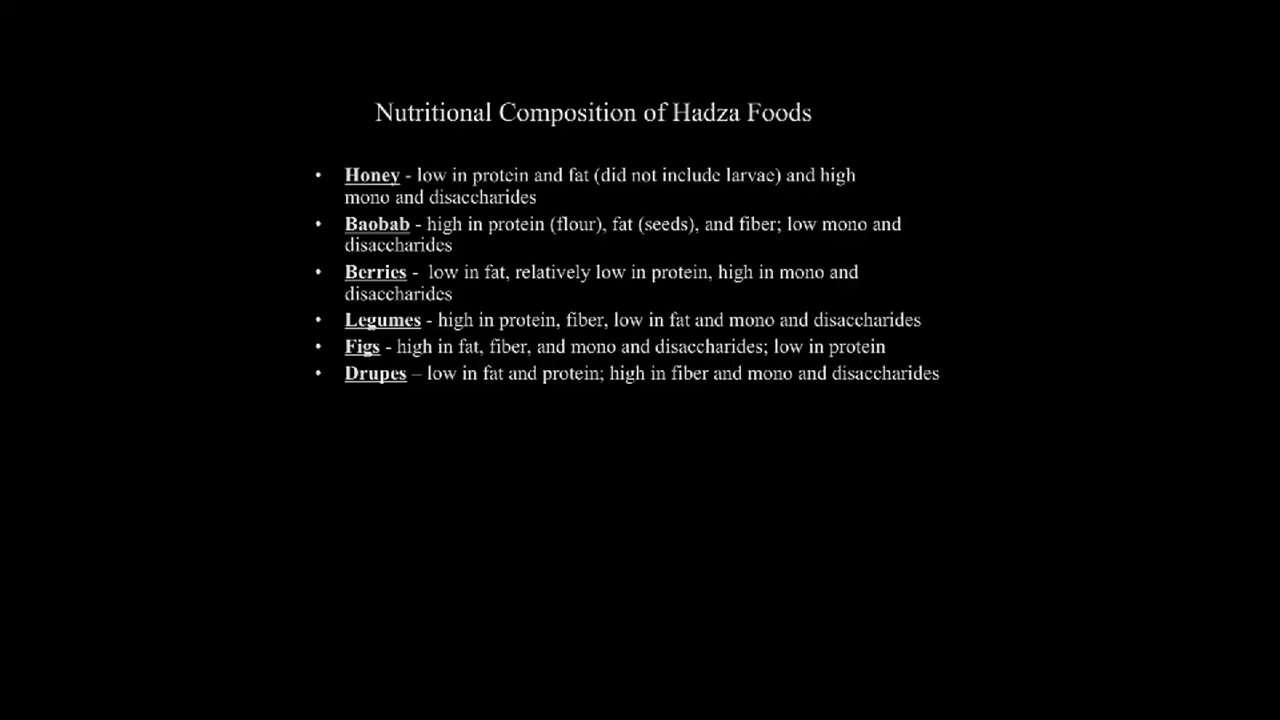 Nutritional Composition of Hadza Foods
• Honey - low in protein and fat (did not include larvae) and high
mono and disaccharides
• Baobab - high in protein (flour), fat (seeds), and fiber; low mono and
disaccharides
• Berries - low in fat, relatively low in protein, high in mono and
disaccharides
• Legumes - high in protein, fiber, low in fat and mono and disaccharides
• Figs - high in fat, fiber, and mono and disaccharides; low in protein
• Drupes – low in fat and protein; high in fiber and mono and disaccharides